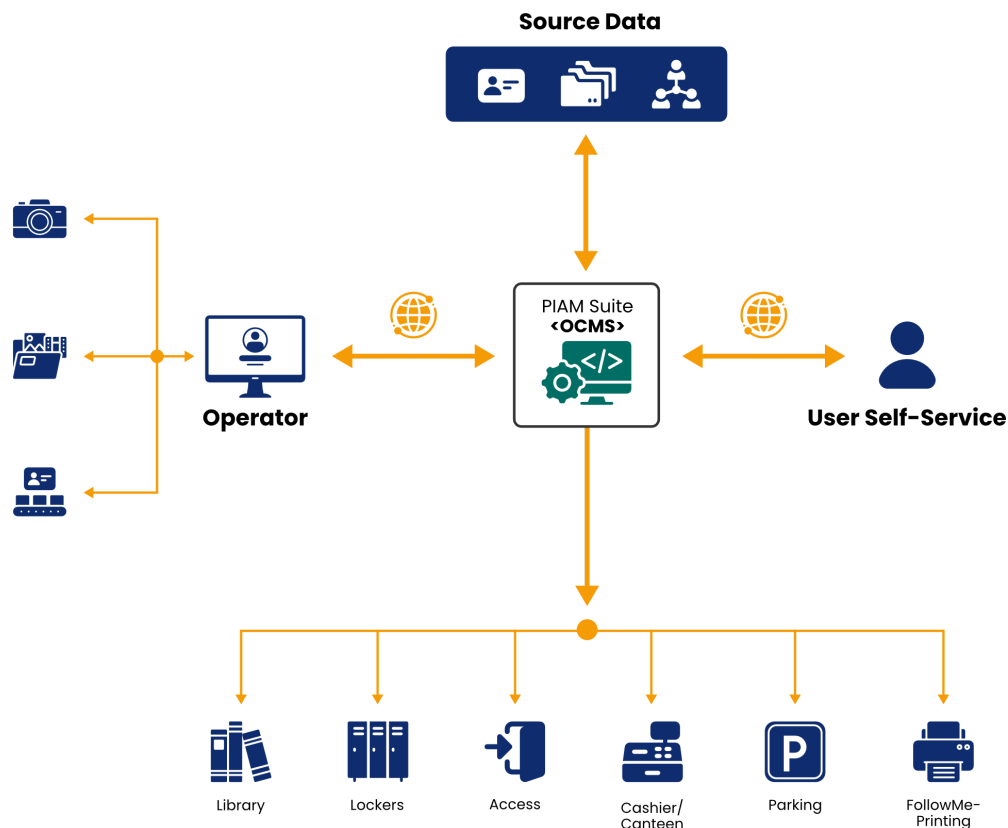 Source Data
PIAM Suite
<OCMS>
</>
Operator
User Self-Service
P
Library
Lockers
Access
Cashier/
Canteen
Parking
FollowMe-
Printing